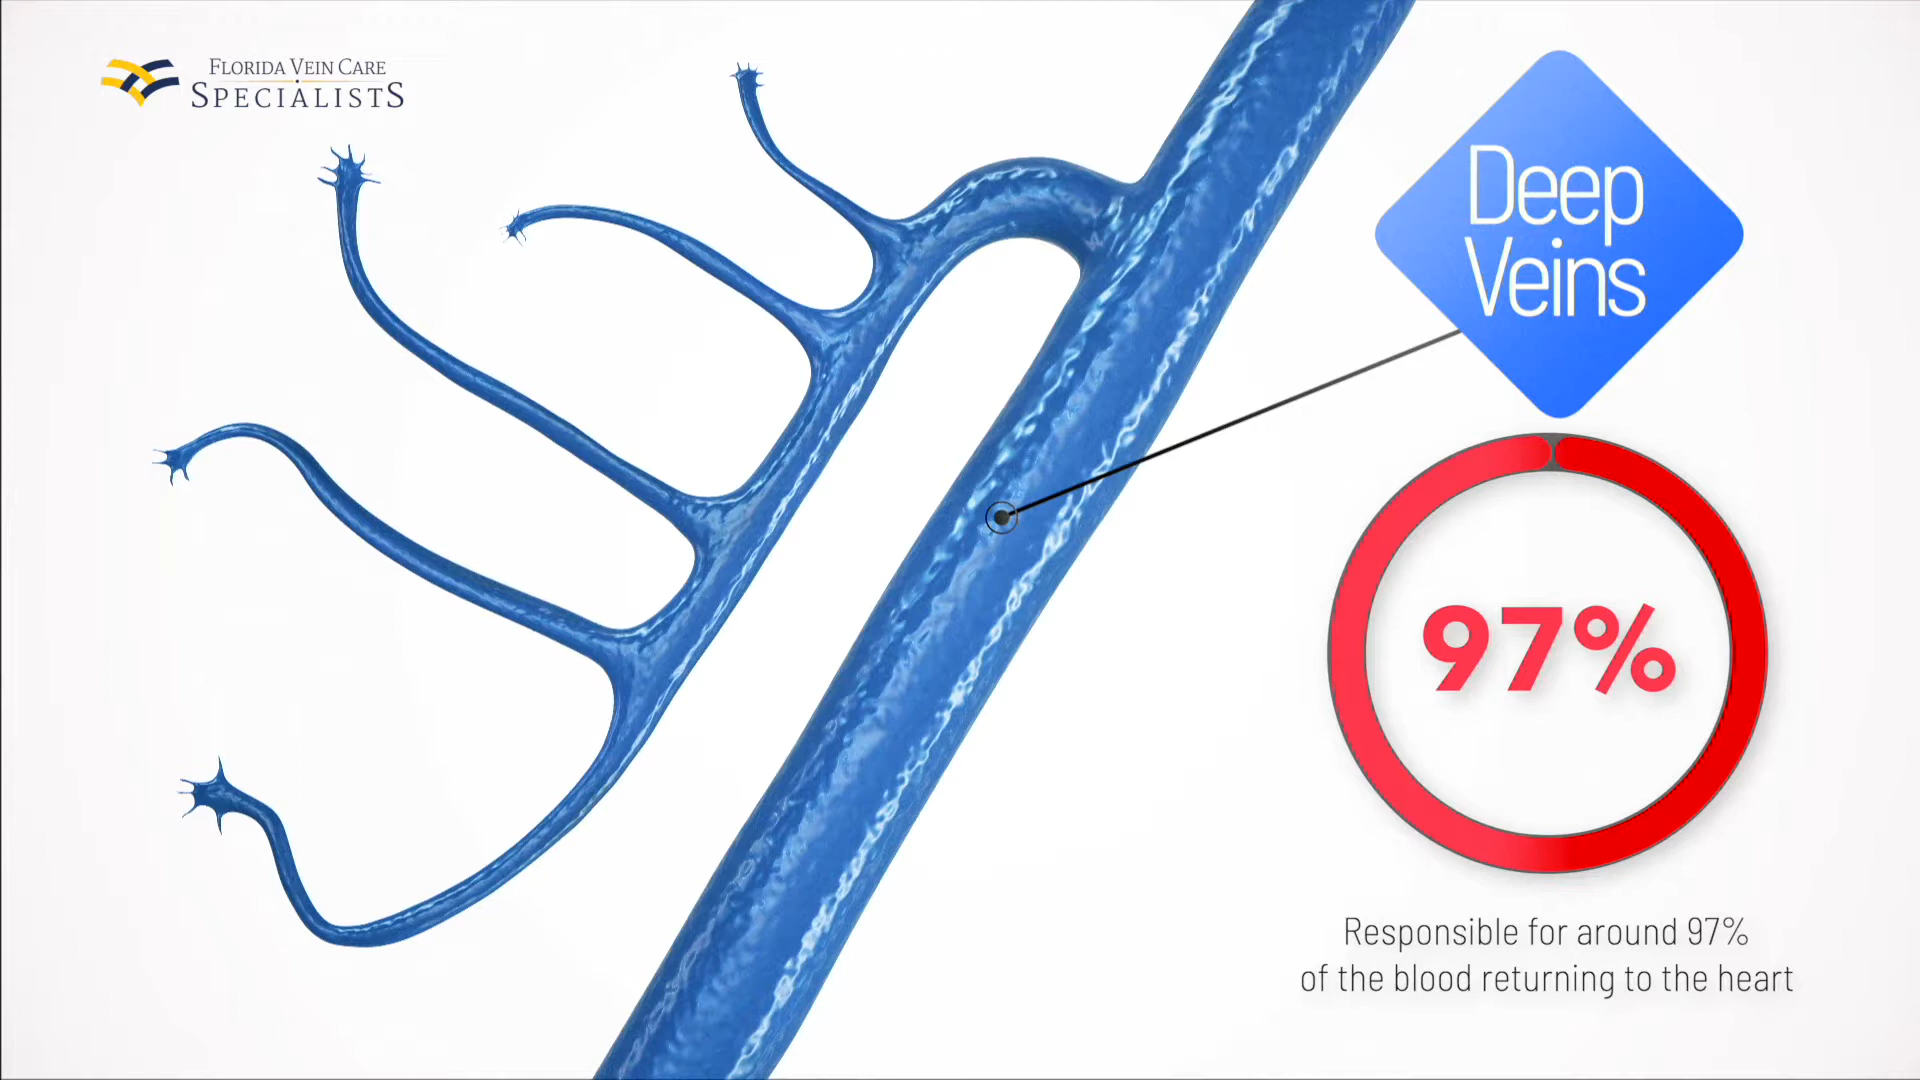 FLORIDA VEIN CARE
SPECIALISTS
Deep
Veins
97%
Responsible for around 97%
of the blood returning to the heart